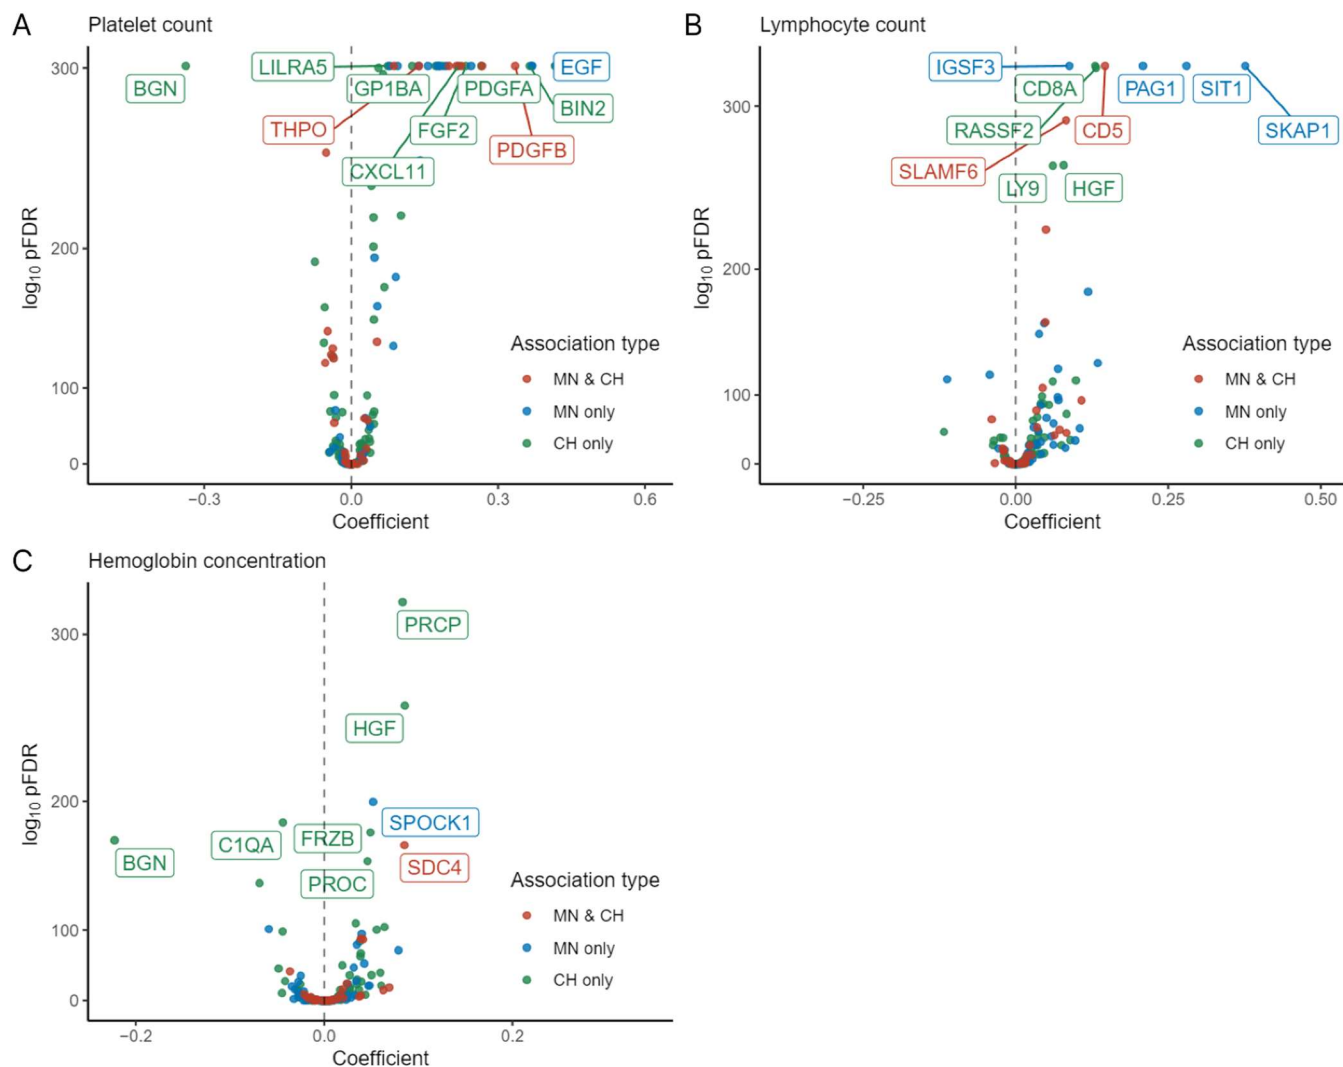 A Platelet count
300
200
100
0
log10 pFDR
BGN
LILRA5
GP1BA
PDGFA
EGF
BIN2
THPO
FGF2
PDGFB
CXCL11
Association type
MN & CH
MN only
CH only
−0.3 0.0 0.3 0.6
Coefficient
B Lymphocyte count
300
200
100
0
log10 pFDR
IGSF3
CD8A
PAG1
SIT1
RASSF2
CD5
SKAP1
SLAMF6
LY9
HGF
Association type
MN & CH
MN only
CH only
−0.25 0.00 0.25 0.50
Coefficient
C Hemoglobin concentration
300
200
100
0
log10 pFDR
PRCP
HGF
SPOCK1
C1QA
FRZB
BGN
SDC4
PROC
Association type
MN & CH
MN only
CH only
−0.2 0.0 0.2
Coefficient